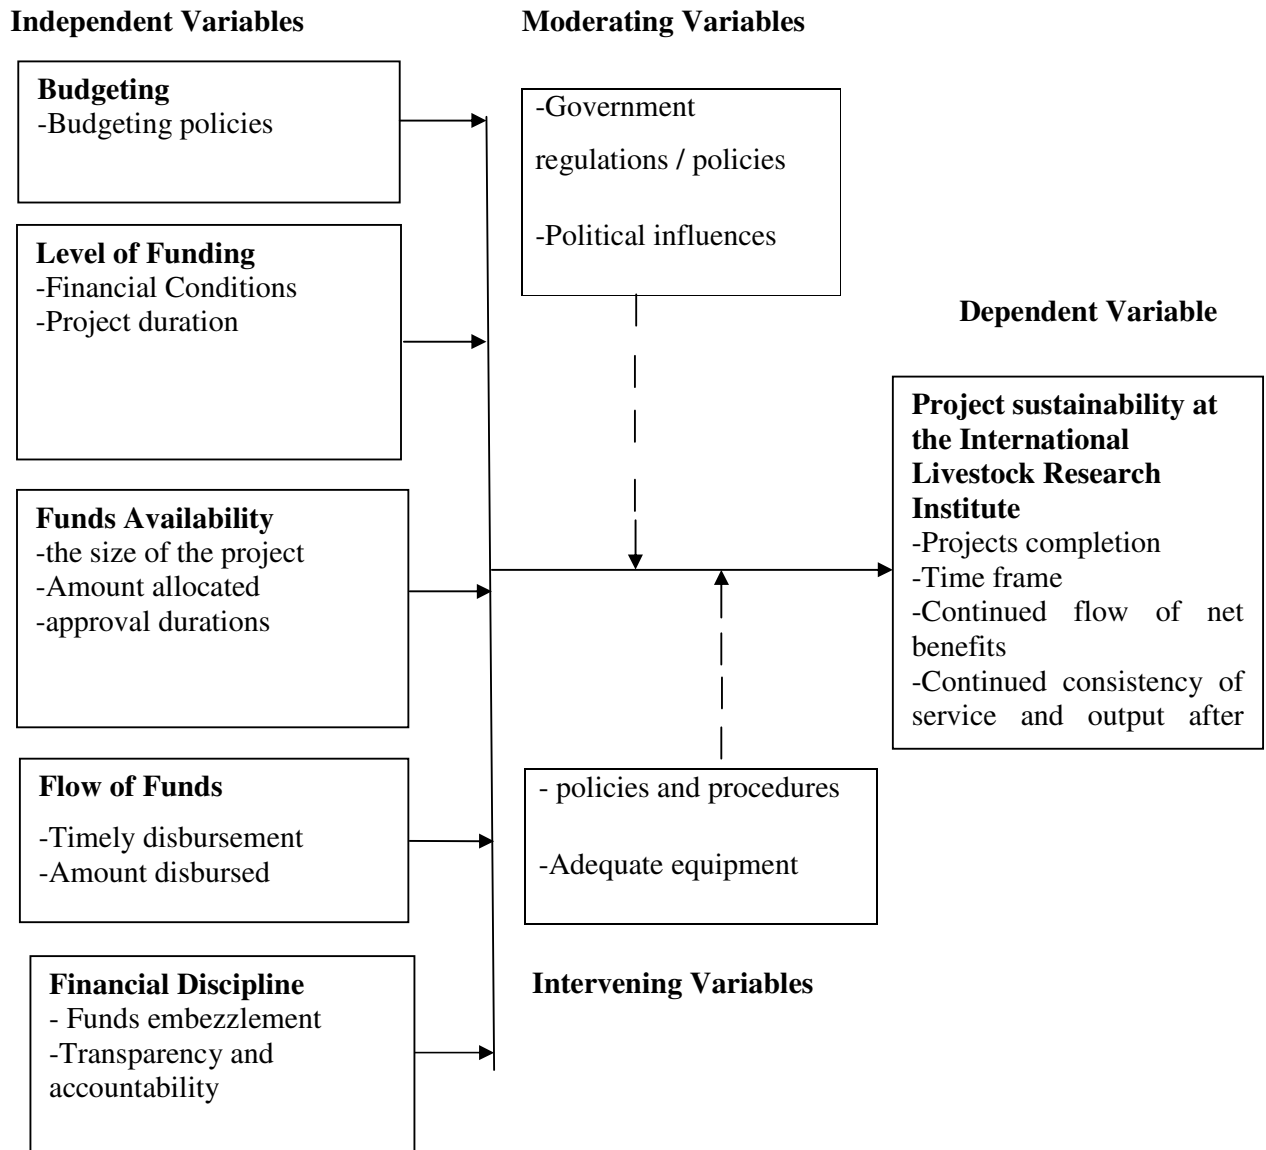 Independent Variables
Budgeting
-Budgeting policies
Level of Funding
-Financial Conditions
-Project duration
Funds Availability
-the size of the project
-Amount allocated
-approval durations
Flow of Funds
-Timely disbursement
-Amount disbursed
Financial Discipline
- Funds embezzlement
-Transparency and
accountability
Moderating Variables
-Government
regulations / policies
-Political influences
- policies and procedures
-Adequate equipment
Intervening Variables
Dependent Variable
Project sustainability at
the International
Livestock Research
Institute
-Projects completion
-Time frame
-Continued flow of net
benefits
-Continued consistency of
service and output after